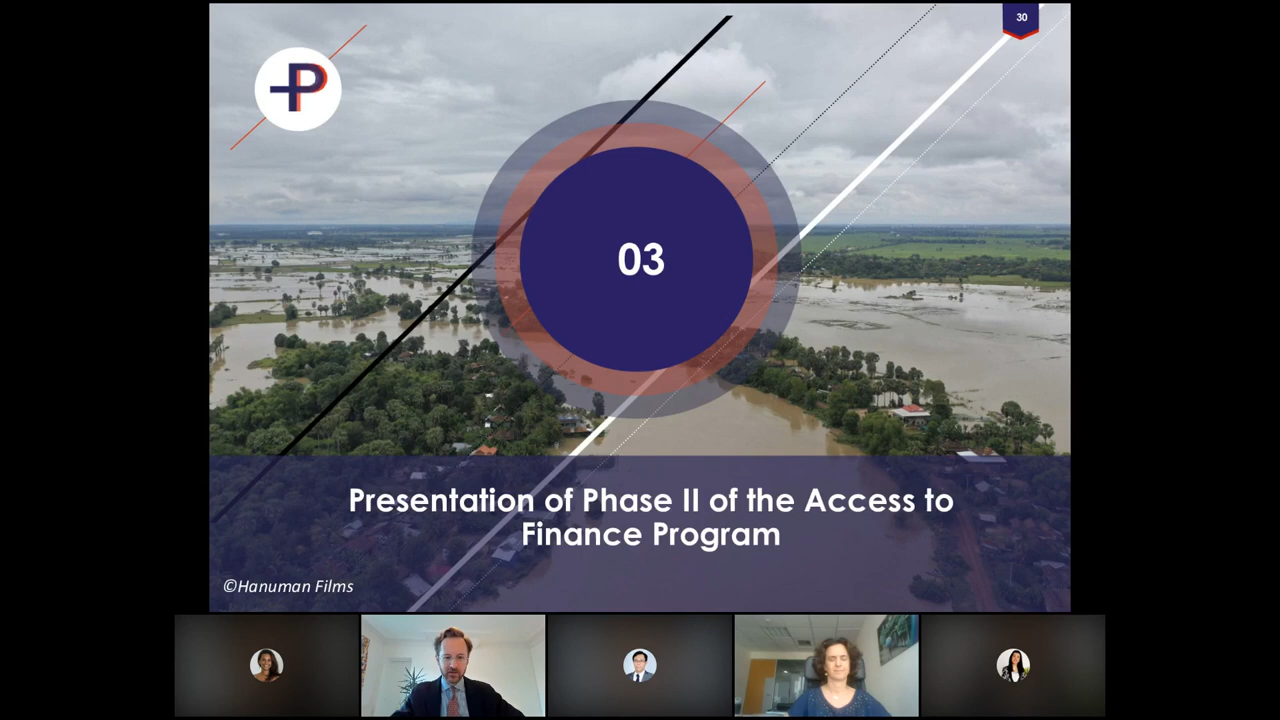 30
P
03
Presentation of Phase II of the Access to
Finance Program
©Hanuman Films